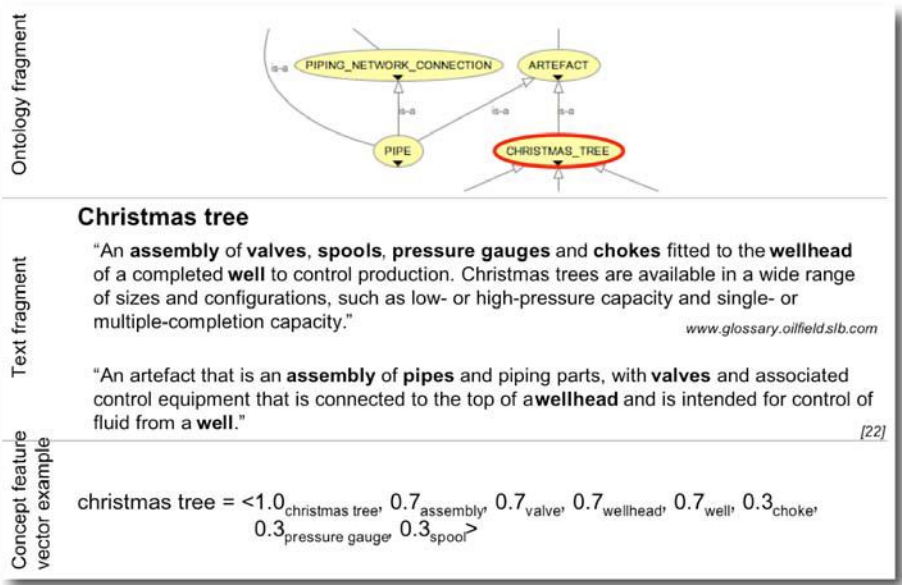 Ontology fragment
PIPING_NETWORK_CONNECTION
ARTEFACT
is-a
is-a
is-a
is-a
PIPE
CHRISTMAS_TREE
Text fragment
Christmas tree
“An assembly of valves, spools, pressure gauges and chokes fitted to the wellhead
of a completed well to control production. Christmas trees are available in a wide range
of sizes and configurations, such as low- or high-pressure capacity and single- or
multiple-completion capacity.”
www.glossary.oilfield.slb.com
“An artefact that is an assembly of pipes and piping parts, with valves and associated
control equipment that is connected to the top of a wellhead and is intended for control of
fluid from a well.”
[22]
Concept feature
vector example
christmas tree = <1.0christmas tree, 0.7assembly, 0.7valve, 0.7wellhead, 0.7well, 0.3choke,
0.3pressure gauge, 0.3spool>